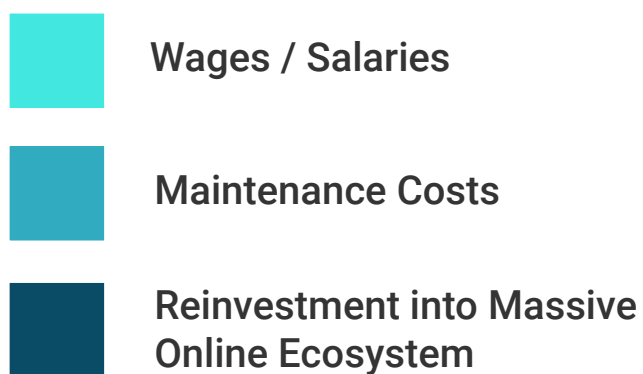 Wages / Salaries
Maintenance Costs
Reinvestment into Massive
Online Ecosystem